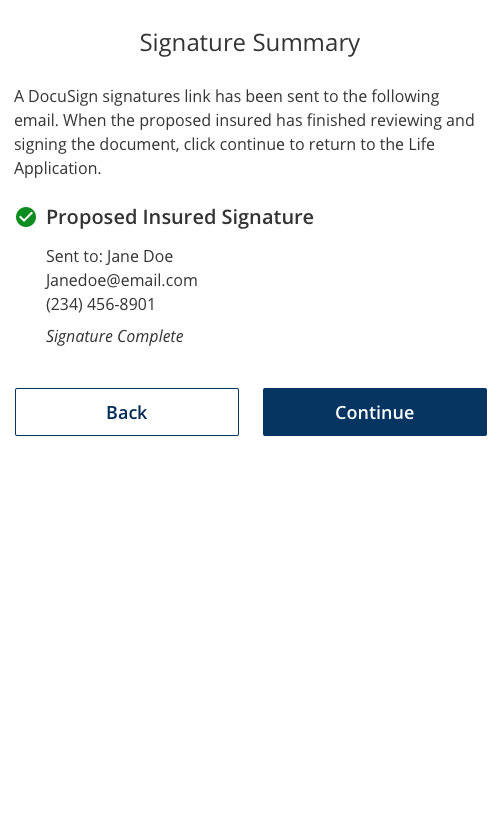 Signature Summary
A DocuSign signatures link has been sent to the following
email. When the proposed insured has finished reviewing and
signing the document, click continue to return to the Life
Application.
Proposed Insured Signature
Sent to: Jane Doe
Janedoe@email.com
(234) 456-8901
Signature Complete
Back
Continue